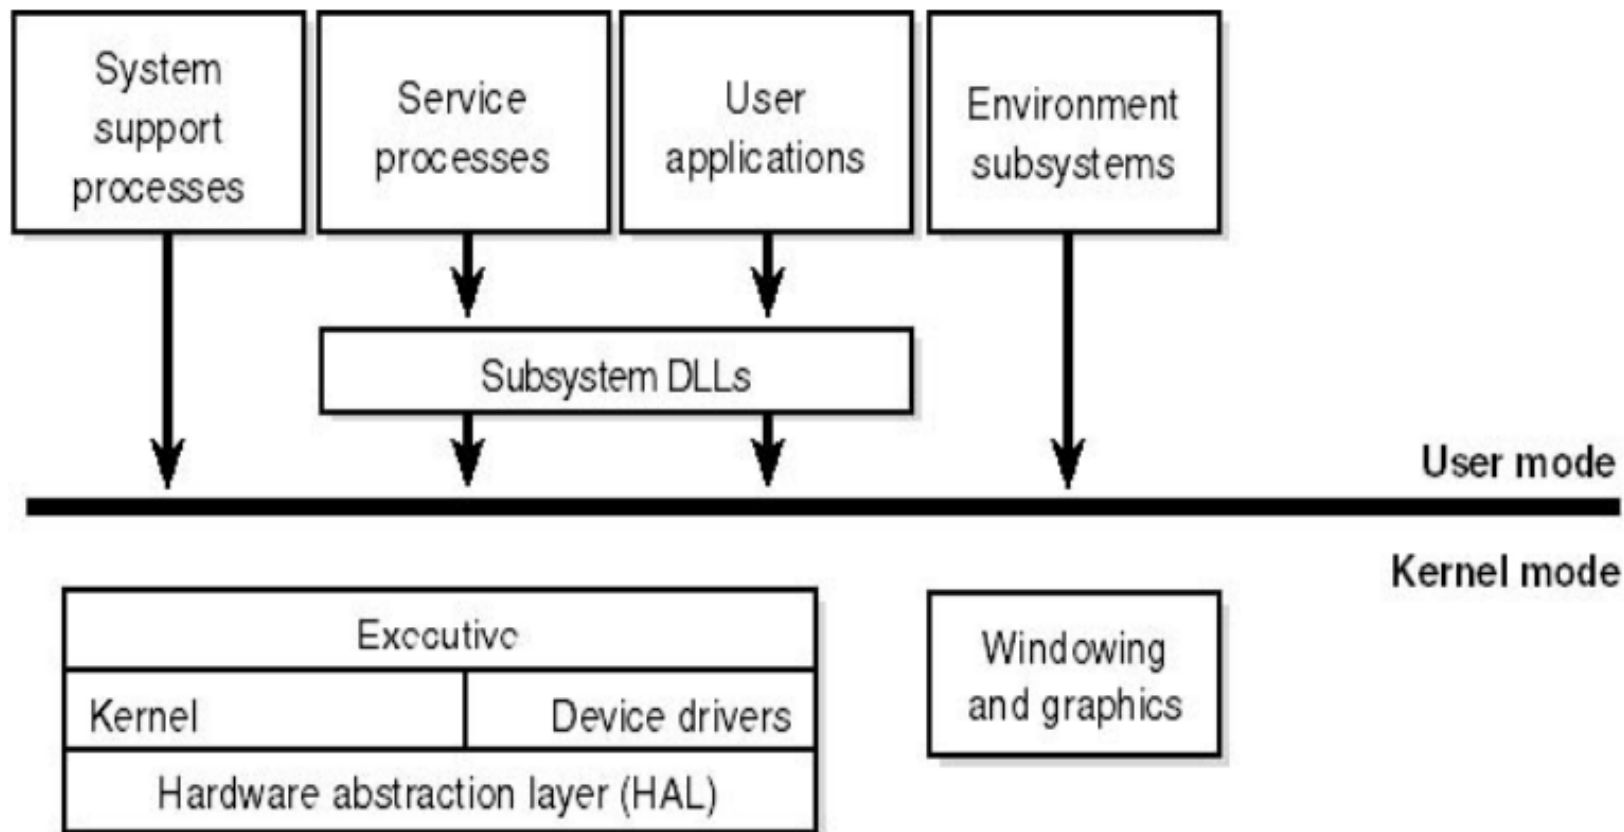 System
support
processes
Service
processes
User
applications
Environment
subsystems
Subsystem DLLs
User mode
Kernel mode
Executive
Kernel
Device drivers
Hardware abstraction layer (HAL)
Windowing
and graphics